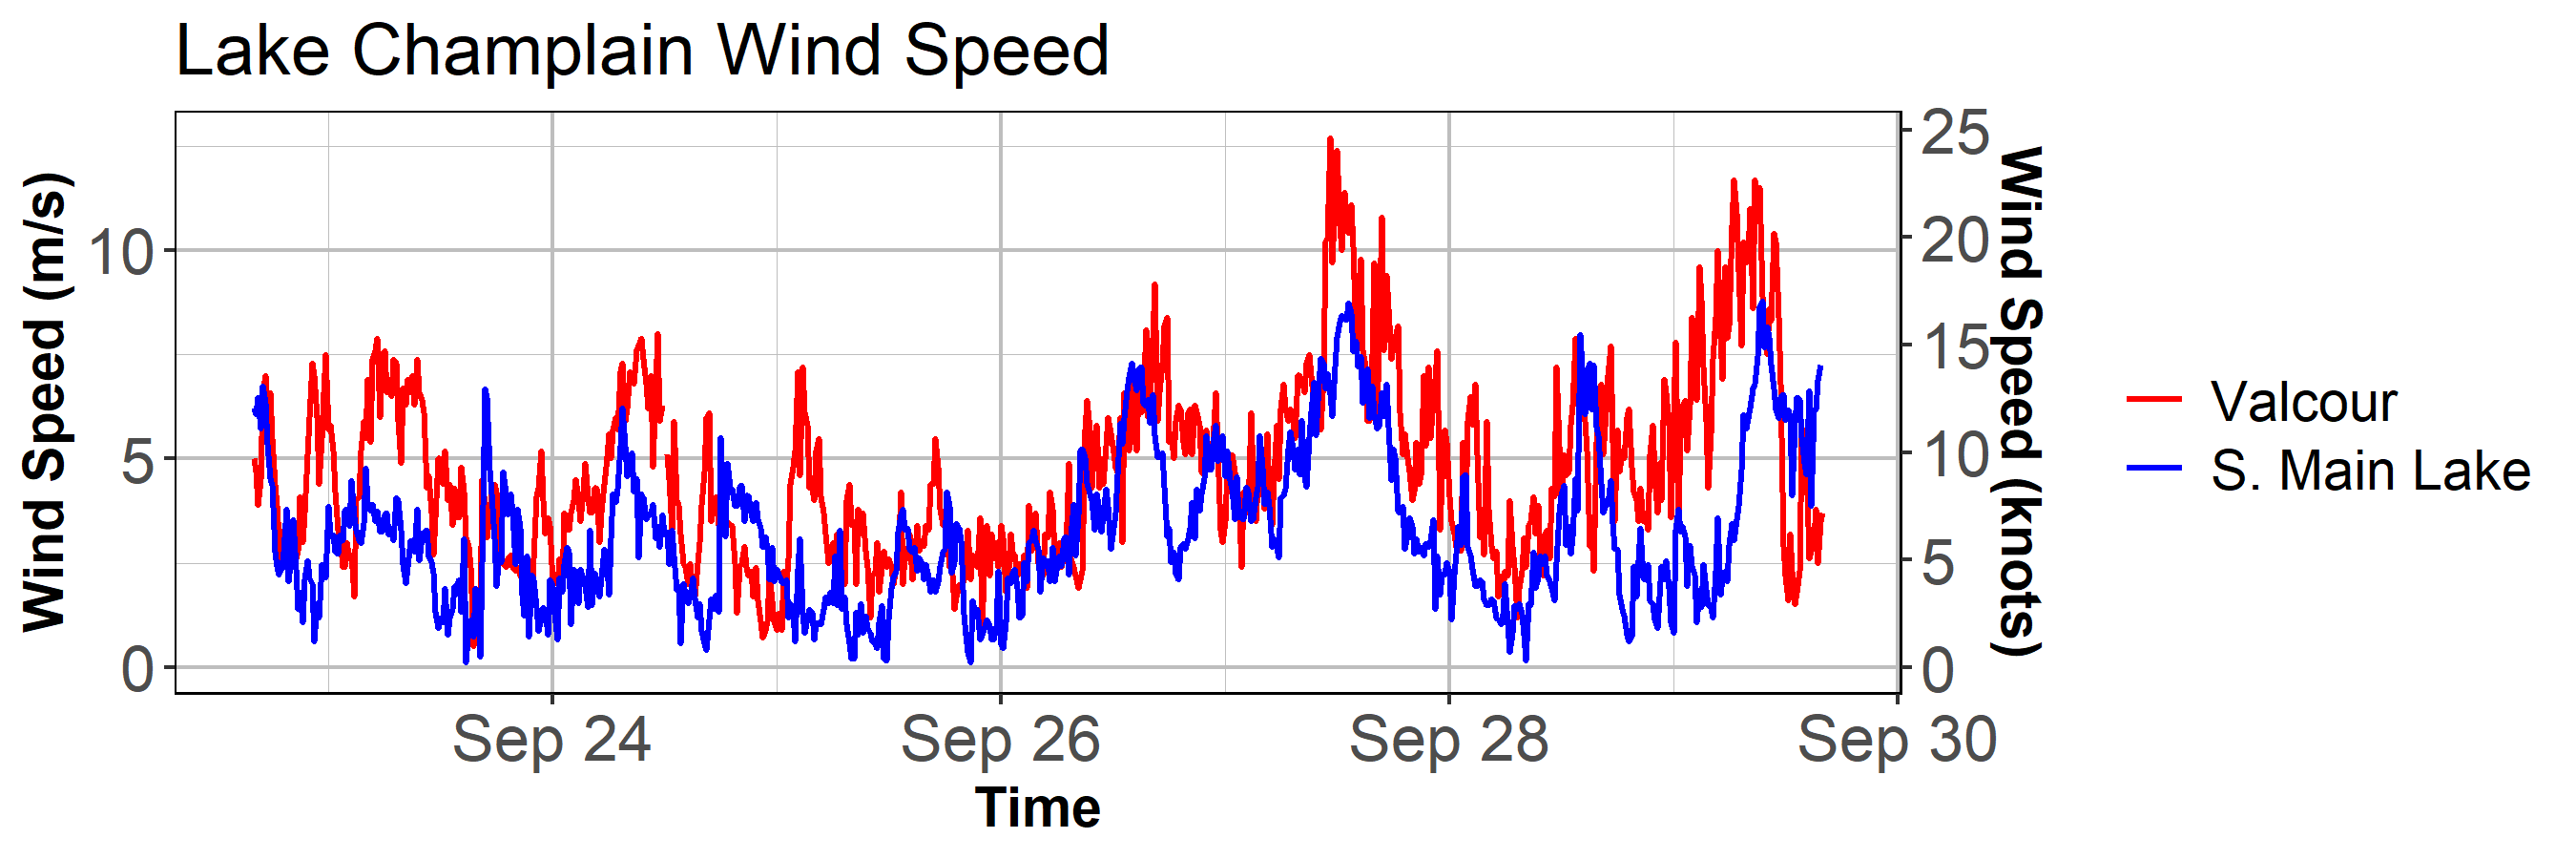 Lake Champlain Wind Speed
Wind Speed (m/s)
10
5
0
25
20
15
10
5
0
Wind Speed (knots)
Sep 24
Sep 26
Sep 28
Sep 30
Time
Valcour
S. Main Lake